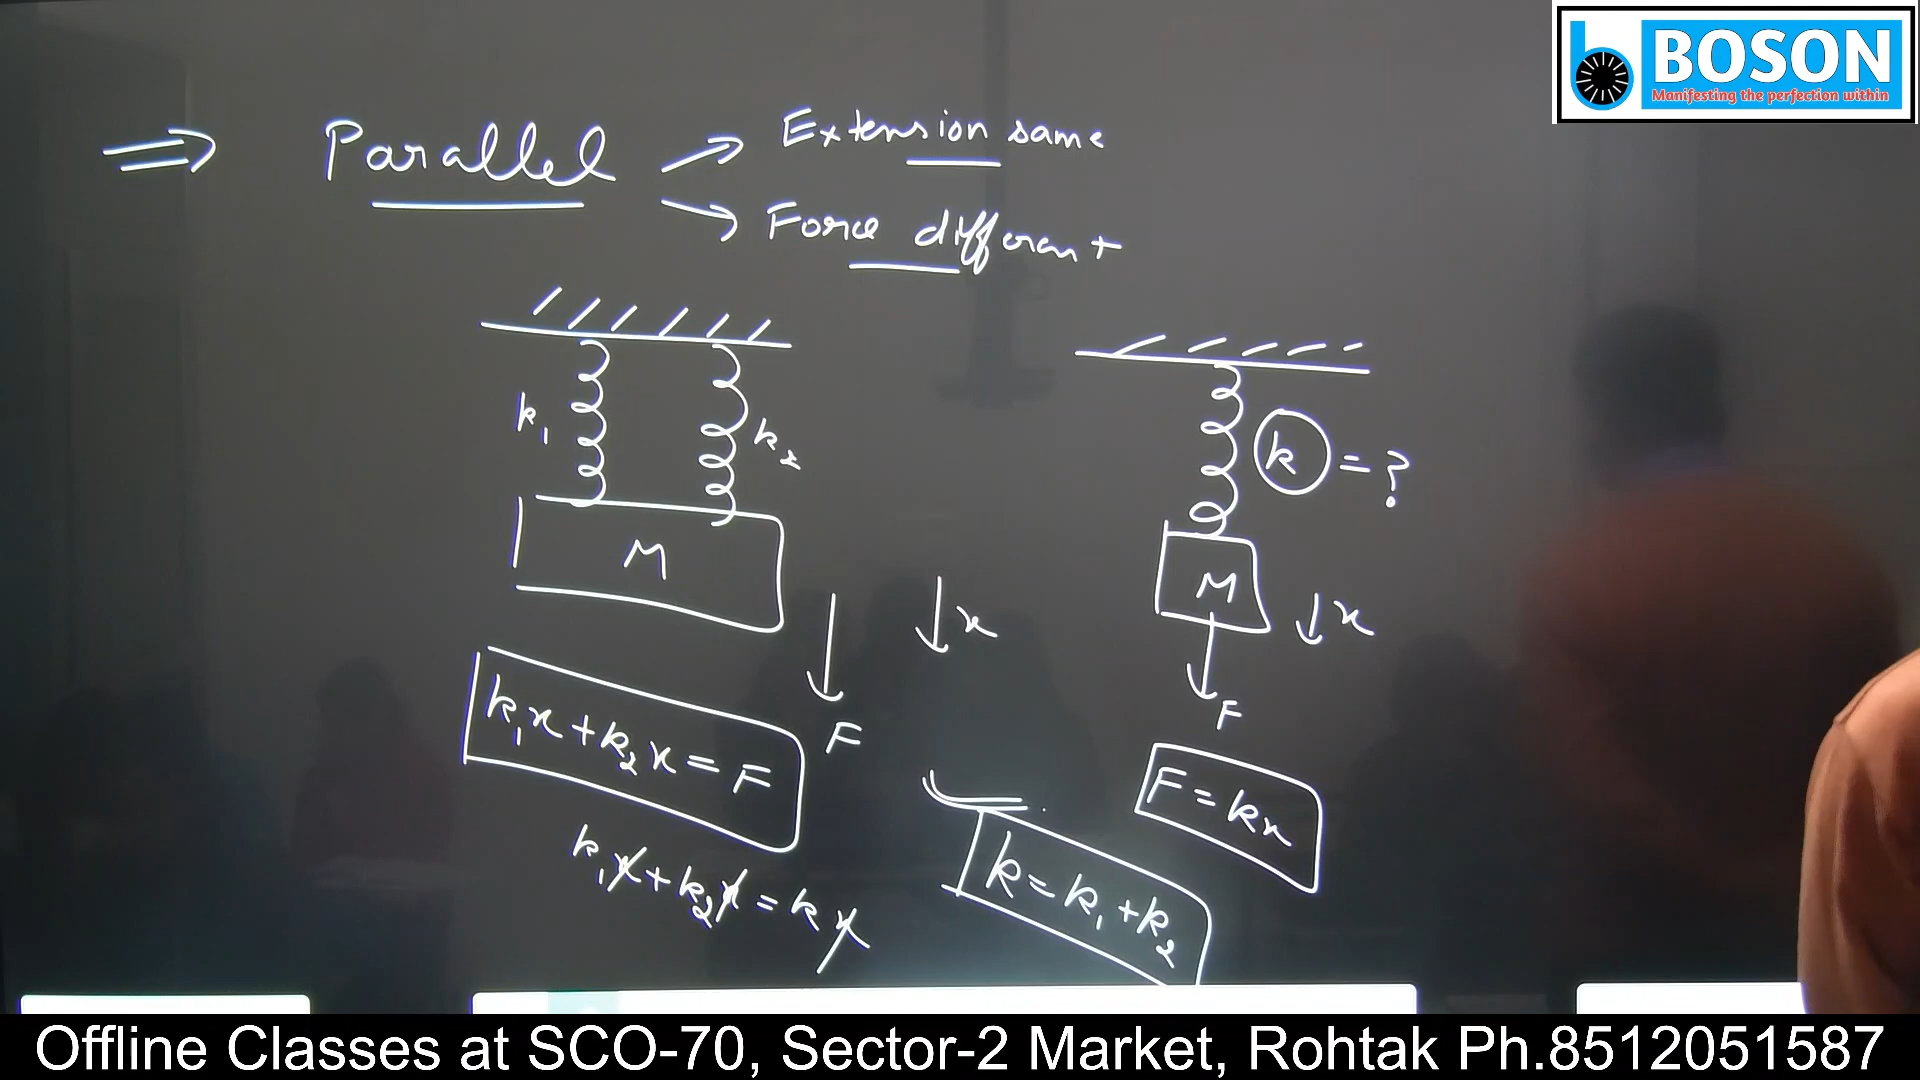 BOSON
Manifesting the perfection within
⇒ Parallel → Extension same
→ Force different
k₁
k₂
k = ?
M
M
x
x
F
F
k₁x + k₂x = F
F = kx
k₁x + k₂x = kx
k = k₁ + k₂
Offline Classes at SCO-70, Sector-2 Market, Rohtak Ph.8512051587